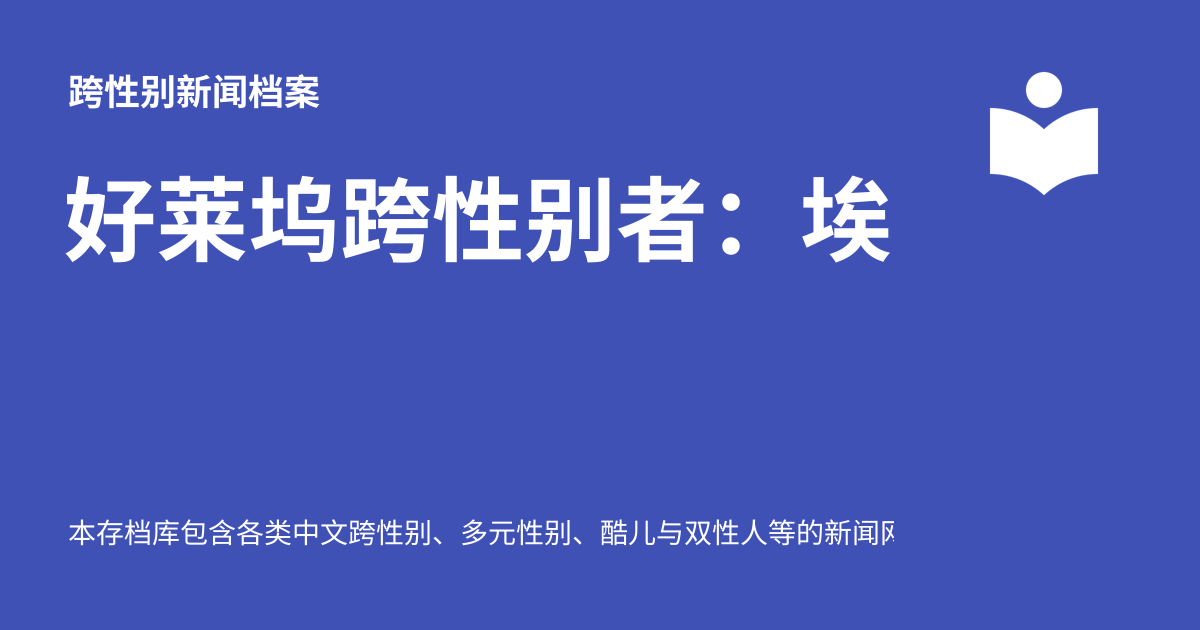 跨性别新闻档案
好莱坞跨性别者：埃
本存档库包含各类中文跨性别、多元性别、酷儿与双性人等的新闻